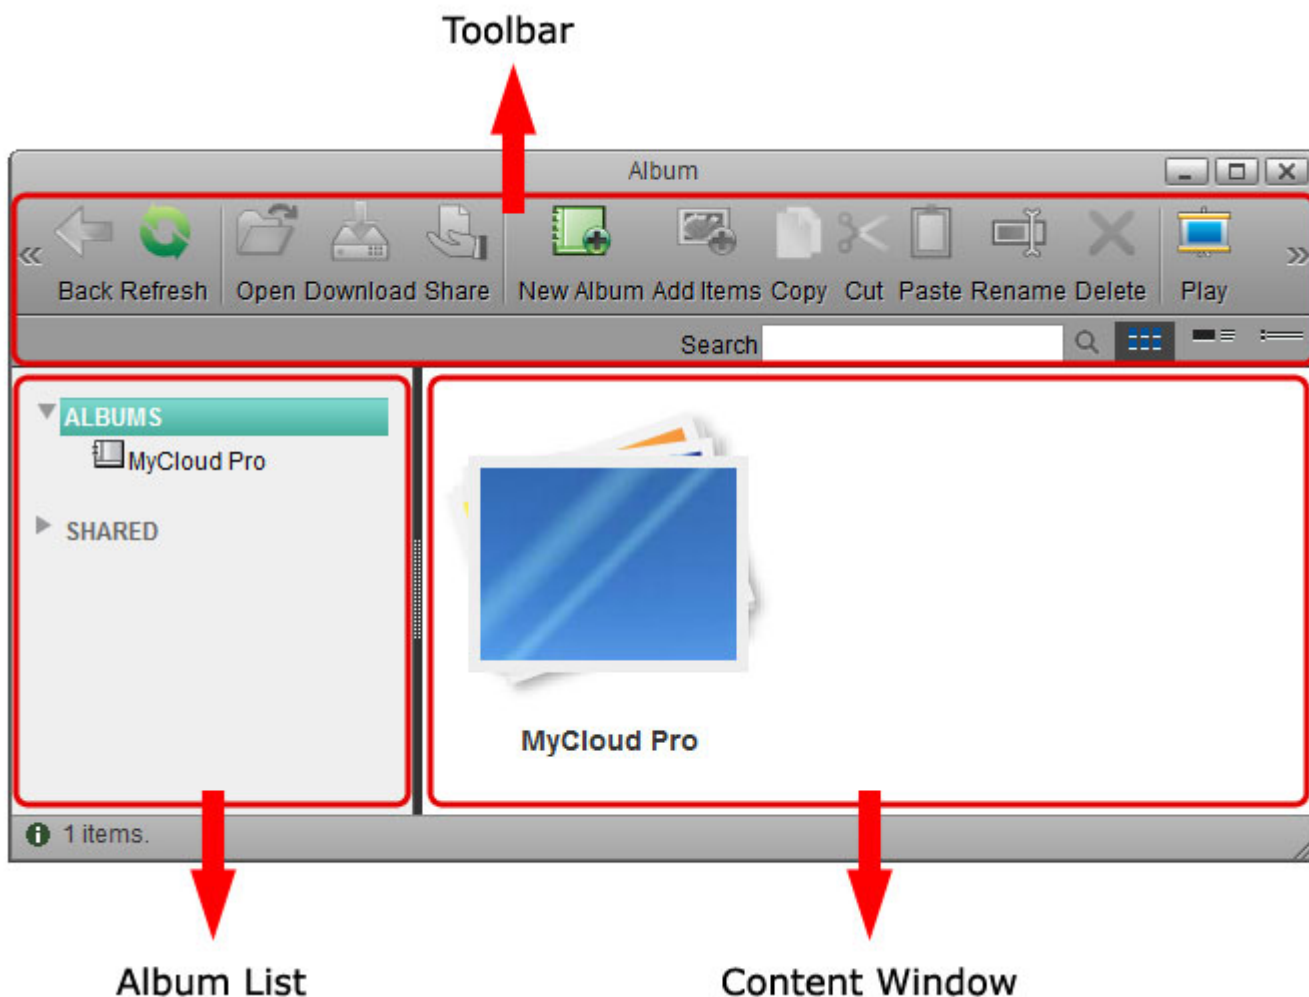 Toolbar
Album
Back Refresh Open Download Share New Album Add Items Copy Cut Paste Rename Delete Play
Search
ALBUMS
MyCloud Pro
SHARED
MyCloud Pro
1 items.
Album List
Content Window